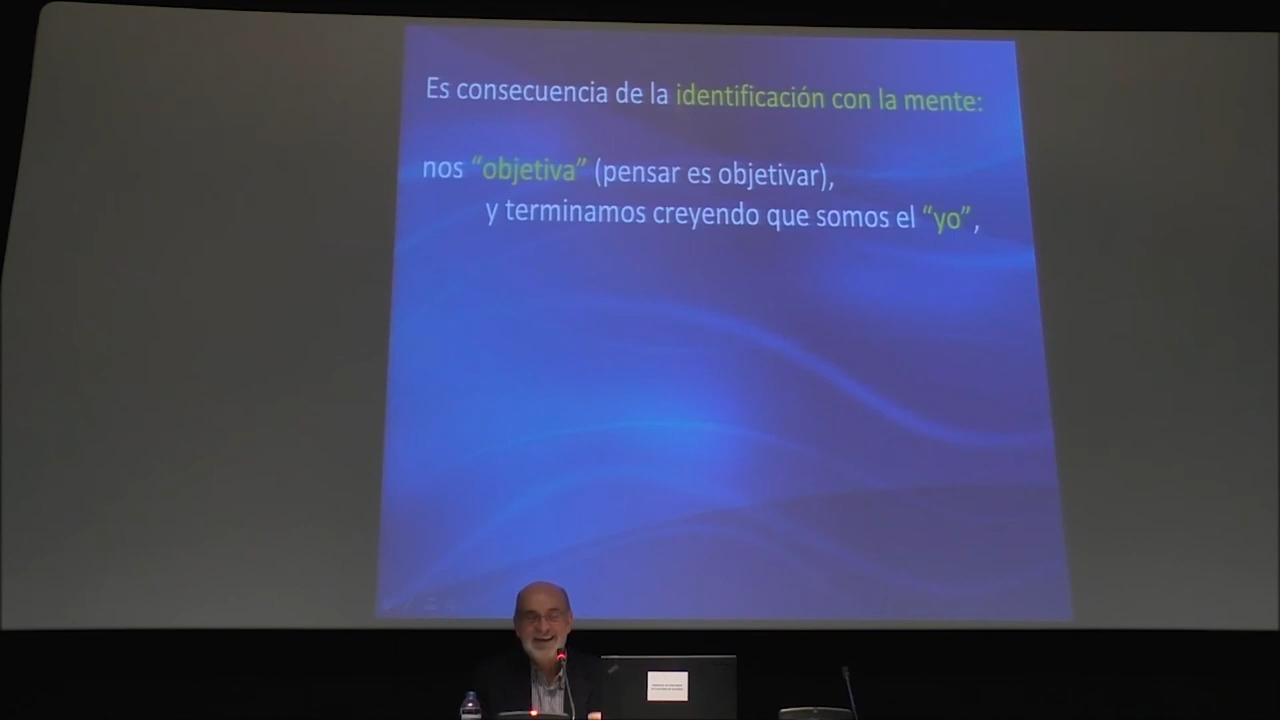 Es consecuencia de la identificación con la mente:
nos “objetiva” (pensar es objetivar),
y terminamos creyendo que somos el “yo”,